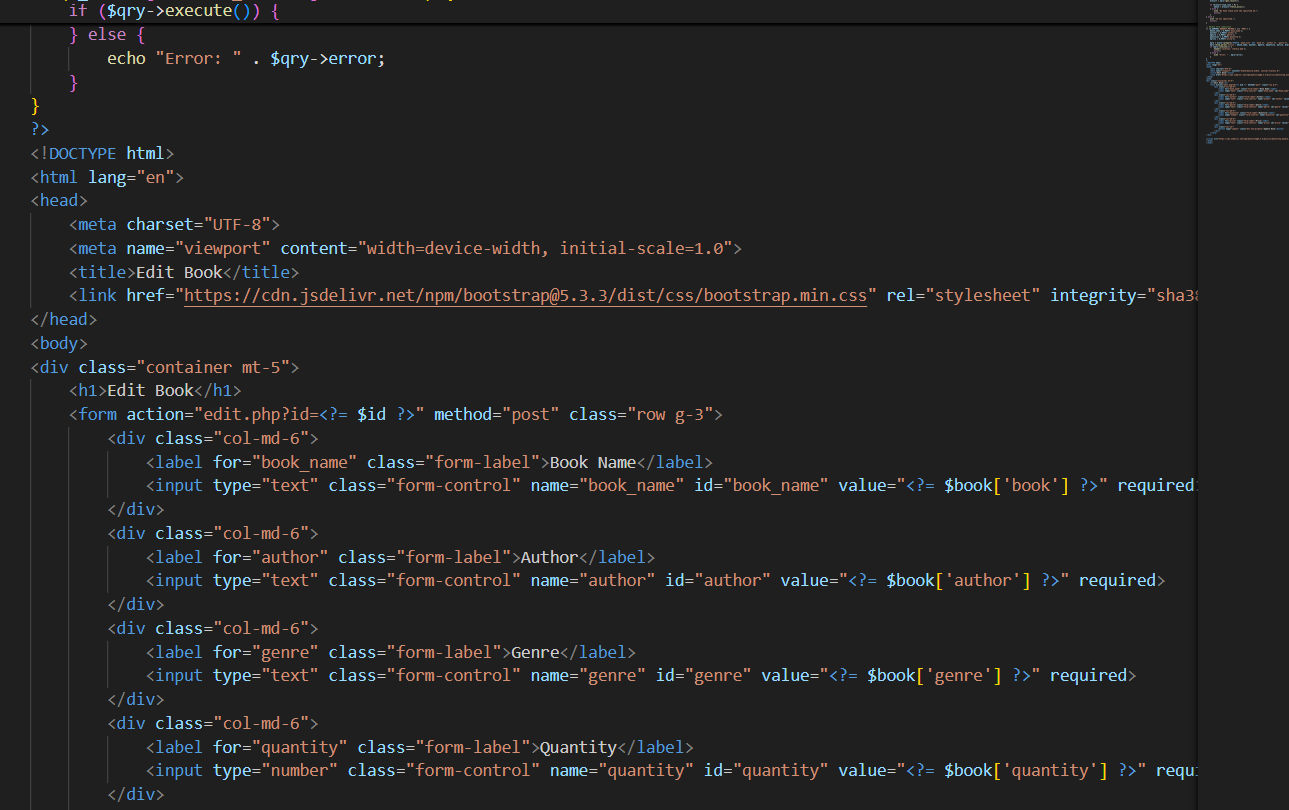 if ($qry->execute()) {
} else {
echo "Error: " . $qry->error;
}
}
?>
<!DOCTYPE html>
<html lang="en">
<head>
<meta charset="UTF-8">
<meta name="viewport" content="width=device-width, initial-scale=1.0">
<title>Edit Book</title>
<link href="https://cdn.jsdelivr.net/npm/bootstrap@5.3.3/dist/css/bootstrap.min.css" rel="stylesheet" integrity="sha38
</head>
<body>
<div class="container mt-5">
<h1>Edit Book</h1>
<form action="edit.php?id=<?= $id ?>" method="post" class="row g-3">
<div class="col-md-6">
<label for="book_name" class="form-label">Book Name</label>
<input type="text" class="form-control" name="book_name" id="book_name" value="<?= $book['book'] ?>" required
</div>
<div class="col-md-6">
<label for="author" class="form-label">Author</label>
<input type="text" class="form-control" name="author" id="author" value="<?= $book['author'] ?>" required>
</div>
<div class="col-md-6">
<label for="genre" class="form-label">Genre</label>
<input type="text" class="form-control" name="genre" id="genre" value="<?= $book['genre'] ?>" required>
</div>
<div class="col-md-6">
<label for="quantity" class="form-label">Quantity</label>
<input type="number" class="form-control" name="quantity" id="quantity" value="<?= $book['quantity'] ?>" requi
</div>